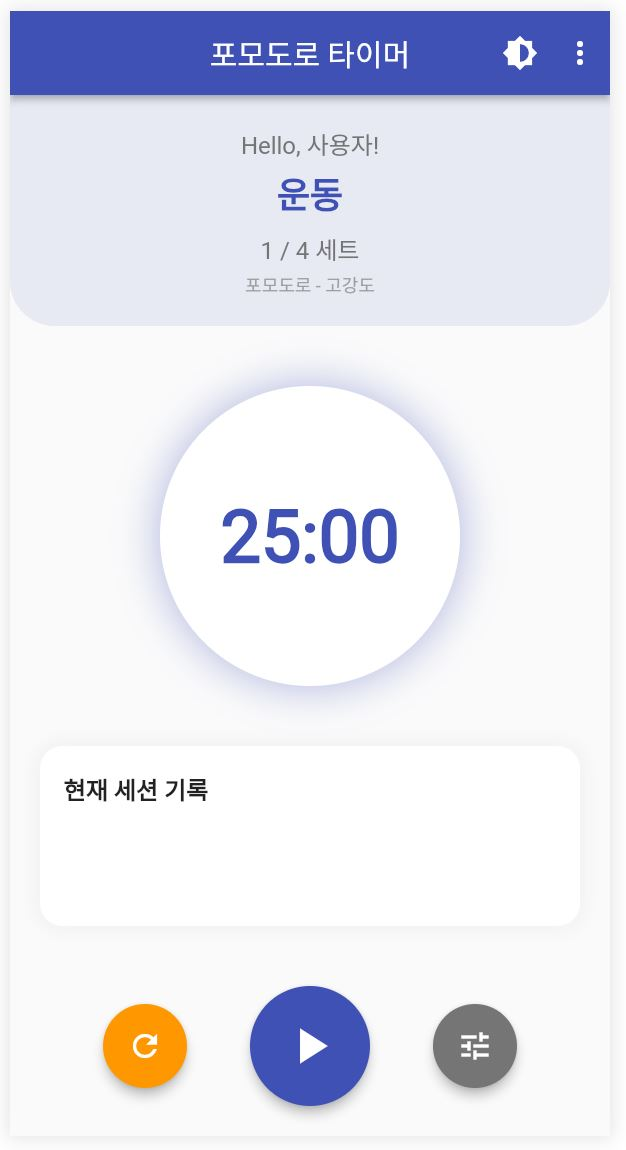 포모도로 타이머
Hello, 사용자!
운동
1 / 4 세트
포모도로 - 고강도
25:00
현재 세션 기록